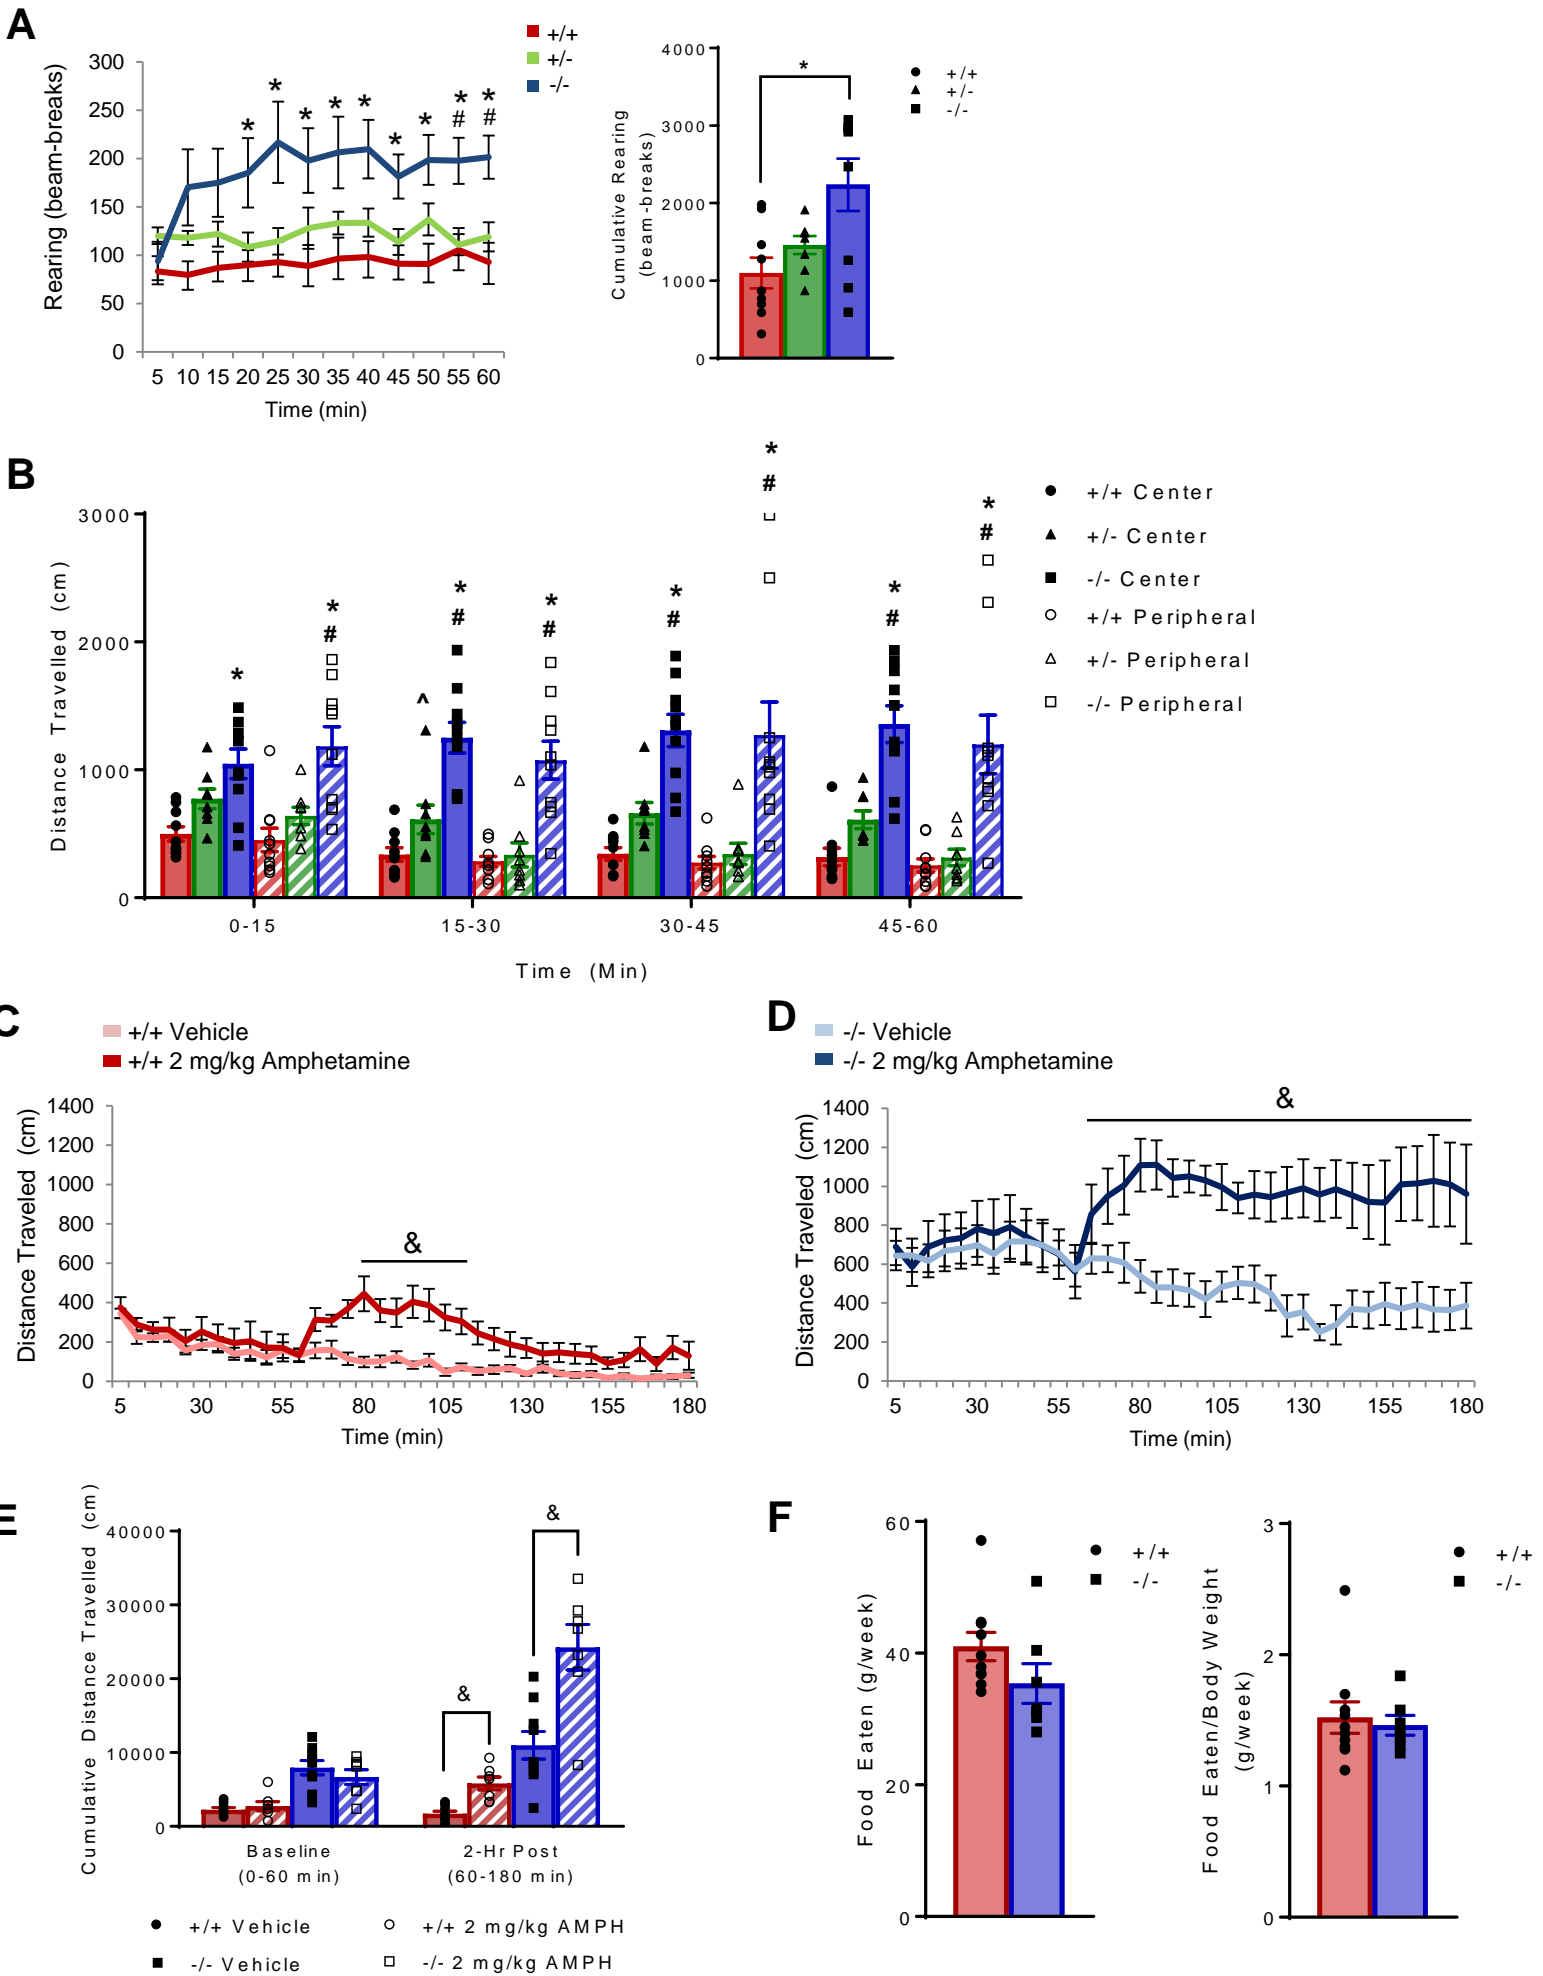 A
+/+
+/-
-/-
Rearing (beam-breaks)
300
250
200
150
100
50
0
* * * * * * * * *
# #
5 10 15 20 25 30 35 40 45 50 55 60
Time (min)
Cumulative Rearing
(beam-breaks)
4000
3000
2000
1000
0
*
+/+
+/-
-/-
B
Distance Travelled (cm)
3000
2000
1000
0
*
*
#
^
*
#
*
#
*
#
*
#
*
#
*
#
0-15 15-30 30-45 45-60
Time (Min)
+/+ Center
+/- Center
-/- Center
+/+ Peripheral
+/- Peripheral
-/- Peripheral
C
+/+ Vehicle
+/+ 2 mg/kg Amphetamine
Distance Traveled (cm)
1400
1200
1000
800
600
400
200
0
&
5 30 55 80 105 130 155 180
Time (min)
D
-/- Vehicle
-/- 2 mg/kg Amphetamine
Distance Traveled (cm)
1400
1200
1000
800
600
400
200
0
&
5 30 55 80 105 130 155 180
Time (min)
E
Cumulative Distance Travelled (cm)
40000
30000
20000
10000
0
&
&
Baseline
(0-60 min)
2-Hr Post
(60-180 min)
+/+ Vehicle
+/+ 2 mg/kg AMPH
-/- Vehicle
-/- 2 mg/kg AMPH
F
Food Eaten (g/week)
60
40
20
0
+/+
-/-
Food Eaten/Body Weight
(g/week)
3
2
1
0
+/+
-/-